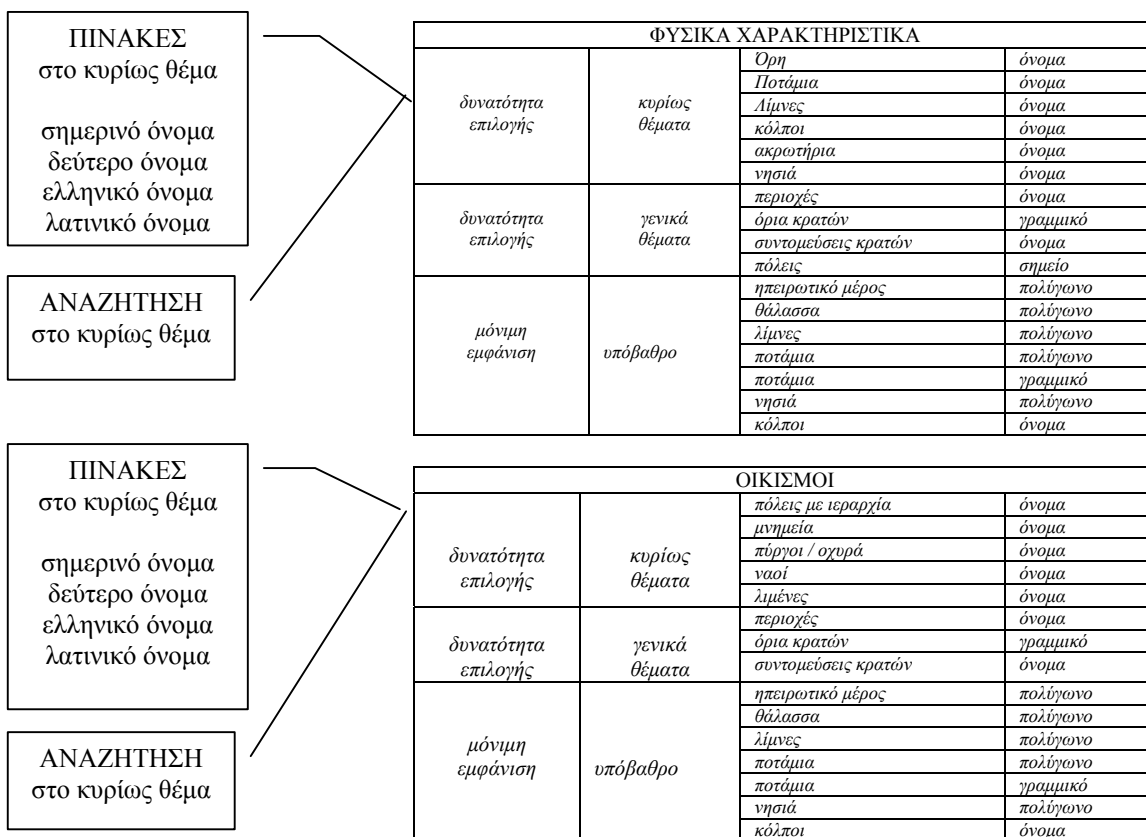 ΠΙΝΑΚΕΣ
στο κυρίως θέμα
σημερινό όνομα
δεύτερο όνομα
ελληνικό όνομα
λατινικό όνομα
ΑΝΑΖΗΤΗΣΗ
στο κυρίως θέμα
ΦΥΣΙΚΑ ΧΑΡΑΚΤΗΡΙΣΤΙΚΑ
δυνατότητα
επιλογής
κυρίως
θέματα
Όρη όνομα
Ποτάμια όνομα
Λίμνες όνομα
κόλποι όνομα
ακρωτήρια όνομα
νησιά όνομα
δυνατότητα
επιλογής
γενικά
θέματα
περιοχές όνομα
όρια κρατών γραμμικό
συντομεύσεις κρατών όνομα
πόλεις σημείο
μόνιμη
εμφάνιση
υπόβαθρο
ηπειρωτικό μέρος πολύγωνο
θάλασσα πολύγωνο
λίμνες πολύγωνο
ποτάμια πολύγωνο
ποτάμια γραμμικό
νησιά πολύγωνο
κόλποι όνομα
ΠΙΝΑΚΕΣ
στο κυρίως θέμα
σημερινό όνομα
δεύτερο όνομα
ελληνικό όνομα
λατινικό όνομα
ΑΝΑΖΗΤΗΣΗ
στο κυρίως θέμα
ΟΙΚΙΣΜΟΙ
δυνατότητα
επιλογής
κυρίως
θέματα
πόλεις με ιεραρχία όνομα
μνημεία όνομα
πύργοι / οχυρά όνομα
ναοί όνομα
λιμένες όνομα
δυνατότητα
επιλογής
γενικά
θέματα
περιοχές όνομα
όρια κρατών γραμμικό
συντομεύσεις κρατών όνομα
μόνιμη
εμφάνιση
υπόβαθρο
ηπειρωτικό μέρος πολύγωνο
θάλασσα πολύγωνο
λίμνες πολύγωνο
ποτάμια πολύγωνο
ποτάμια γραμμικό
νησιά πολύγωνο
κόλποι όνομα